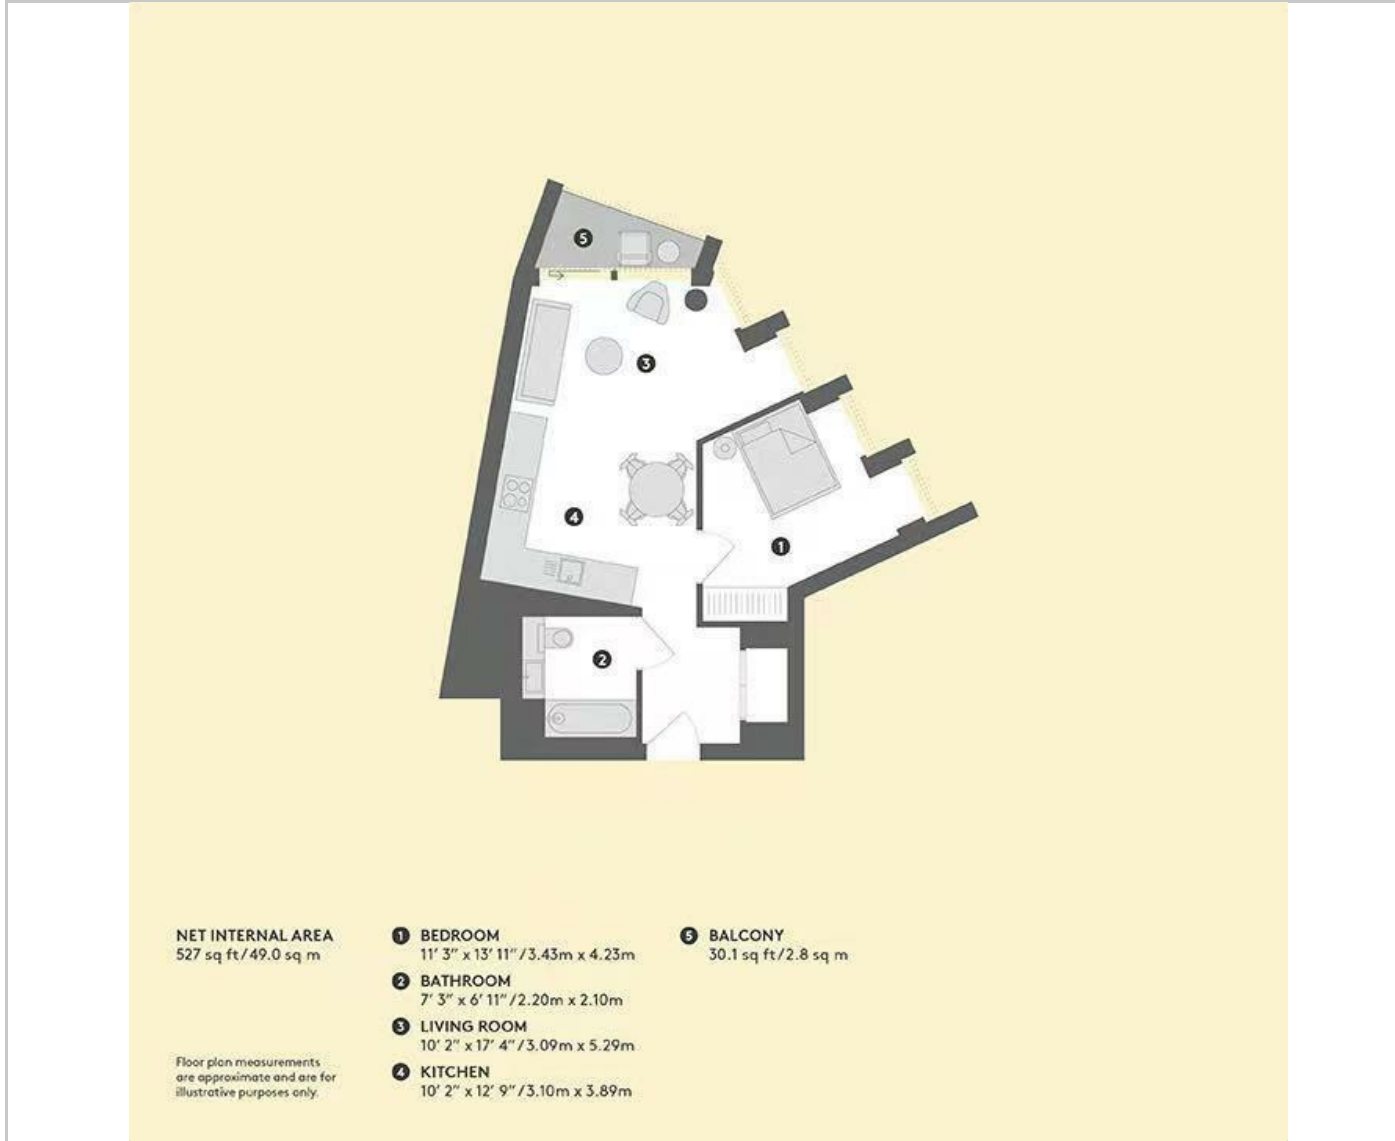 5
3
4
1
2
NET INTERNAL AREA
527 sq ft/49.0 sq m
Floor plan measurements
are approximate and are for
illustrative purposes only.
1 BEDROOM
11' 3" x 13' 11"/3.43m x 4.23m
2 BATHROOM
7' 3" x 6' 11"/2.20m x 2.10m
3 LIVING ROOM
10' 2" x 17' 4"/3.09m x 5.29m
4 KITCHEN
10' 2" x 12' 9"/3.10m x 3.89m
5 BALCONY
30.1 sq ft/2.8 sq m